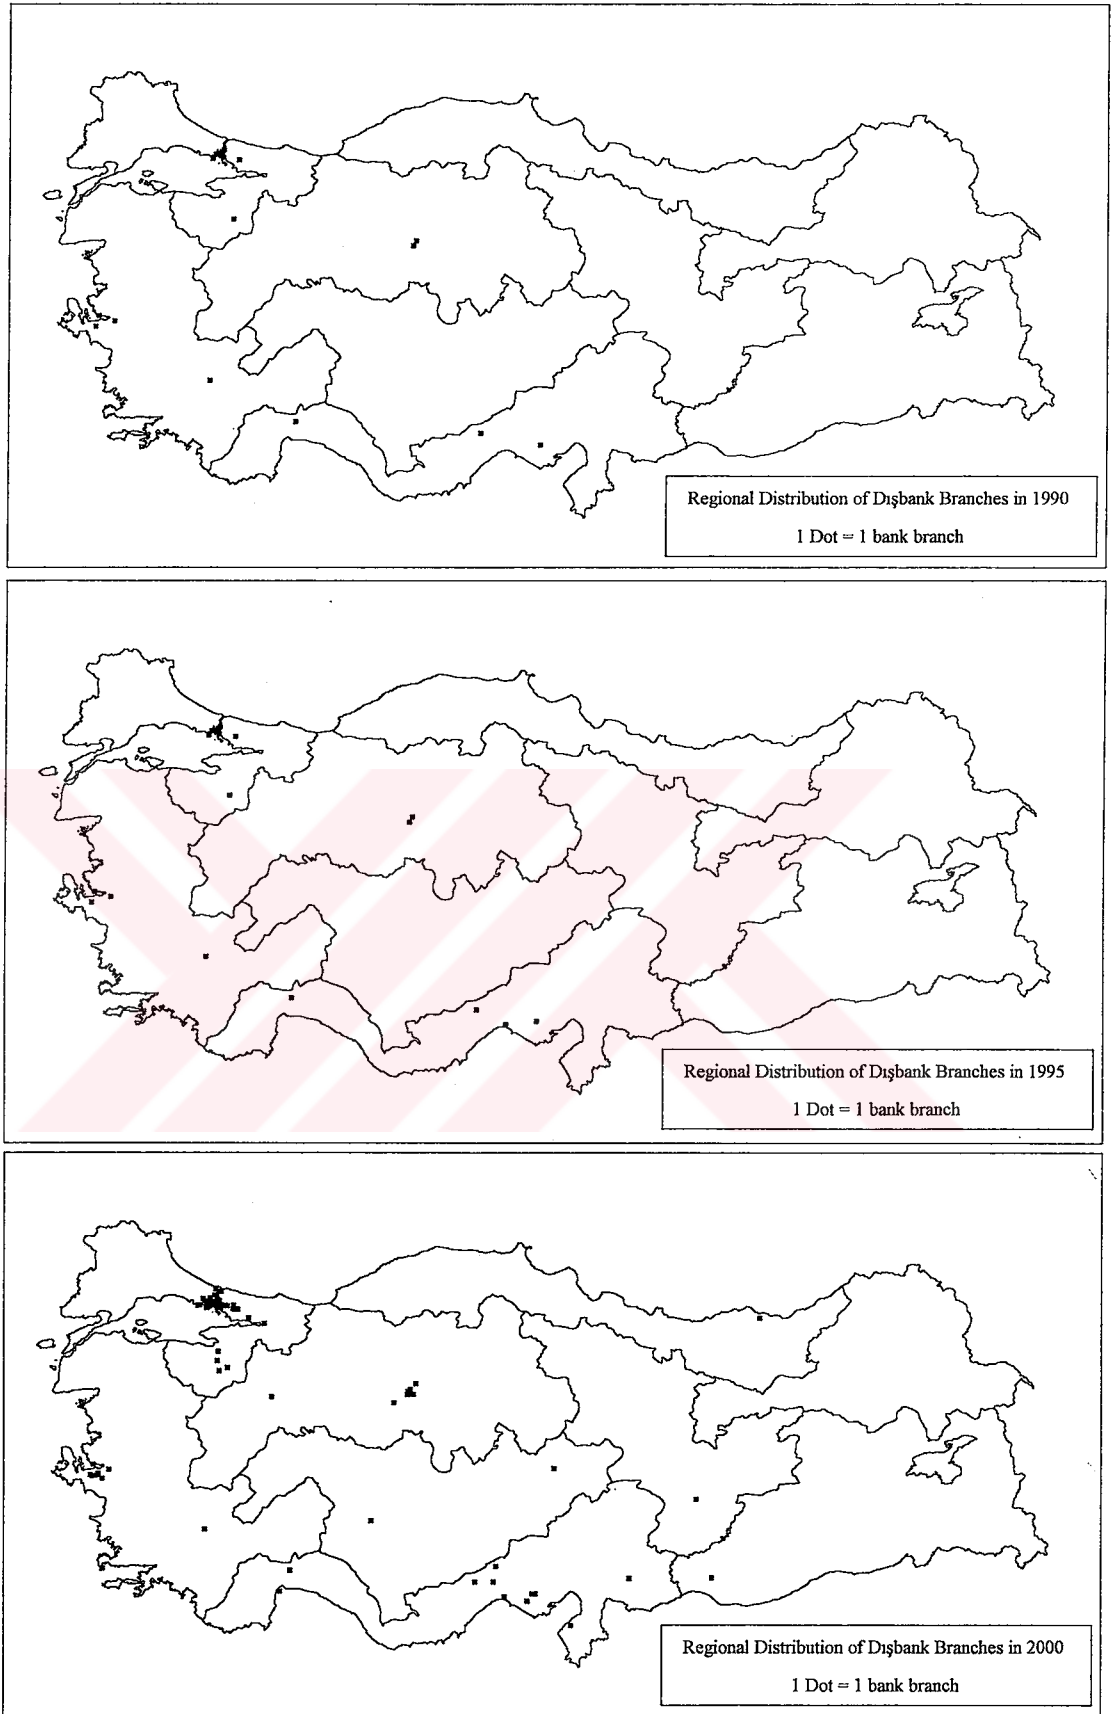 Regional Distribution of Dışbank Branches in 1990
1 Dot = 1 bank branch
Regional Distribution of Dışbank Branches in 1995
1 Dot = 1 bank branch
Regional Distribution of Dışbank Branches in 2000
1 Dot = 1 bank branch